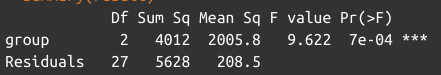 Df Sum Sq Mean Sq F value Pr(>F)
group        2   4012  2005.8   9.622  7e-04 ***
Residuals   27   5628   208.5